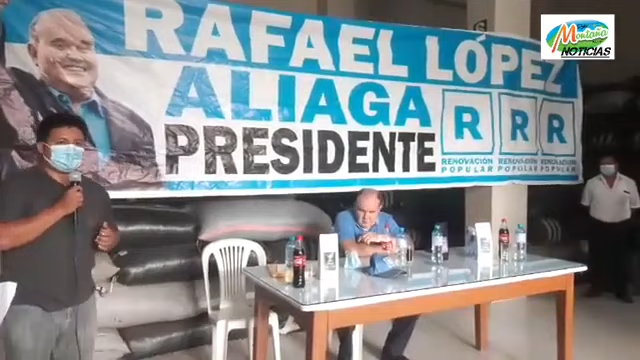 RAFAEL LÓPEZ
ALIAGA
PRESIDENTE
R R R
RENOVACIÓN RENOVACIÓN RENOVACIÓN
POPULAR POPULAR POPULAR
Montaña
NOTICIAS